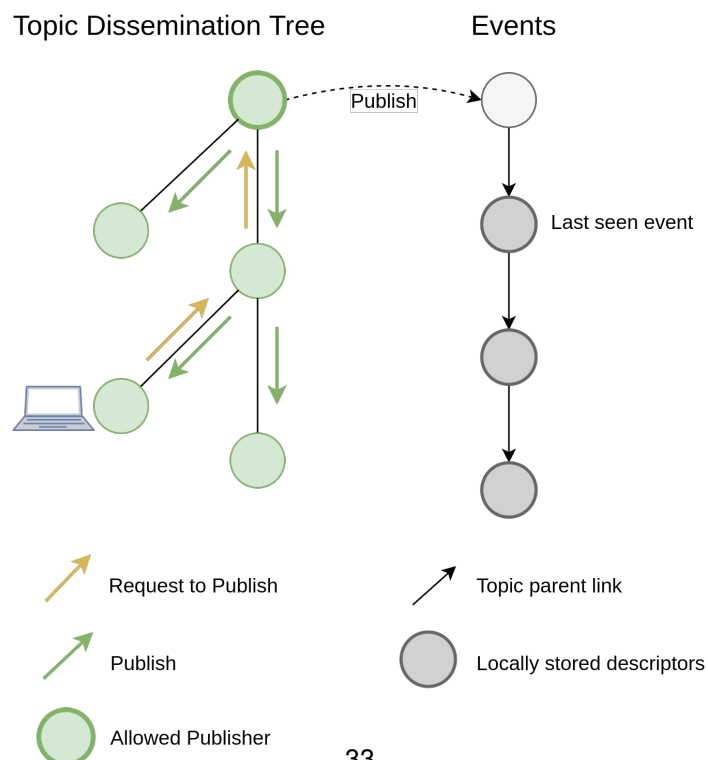 Topic Dissemination Tree
Events
Publish
Last seen event
Request to Publish
Topic parent link
Publish
Locally stored descriptors
Allowed Publisher
33